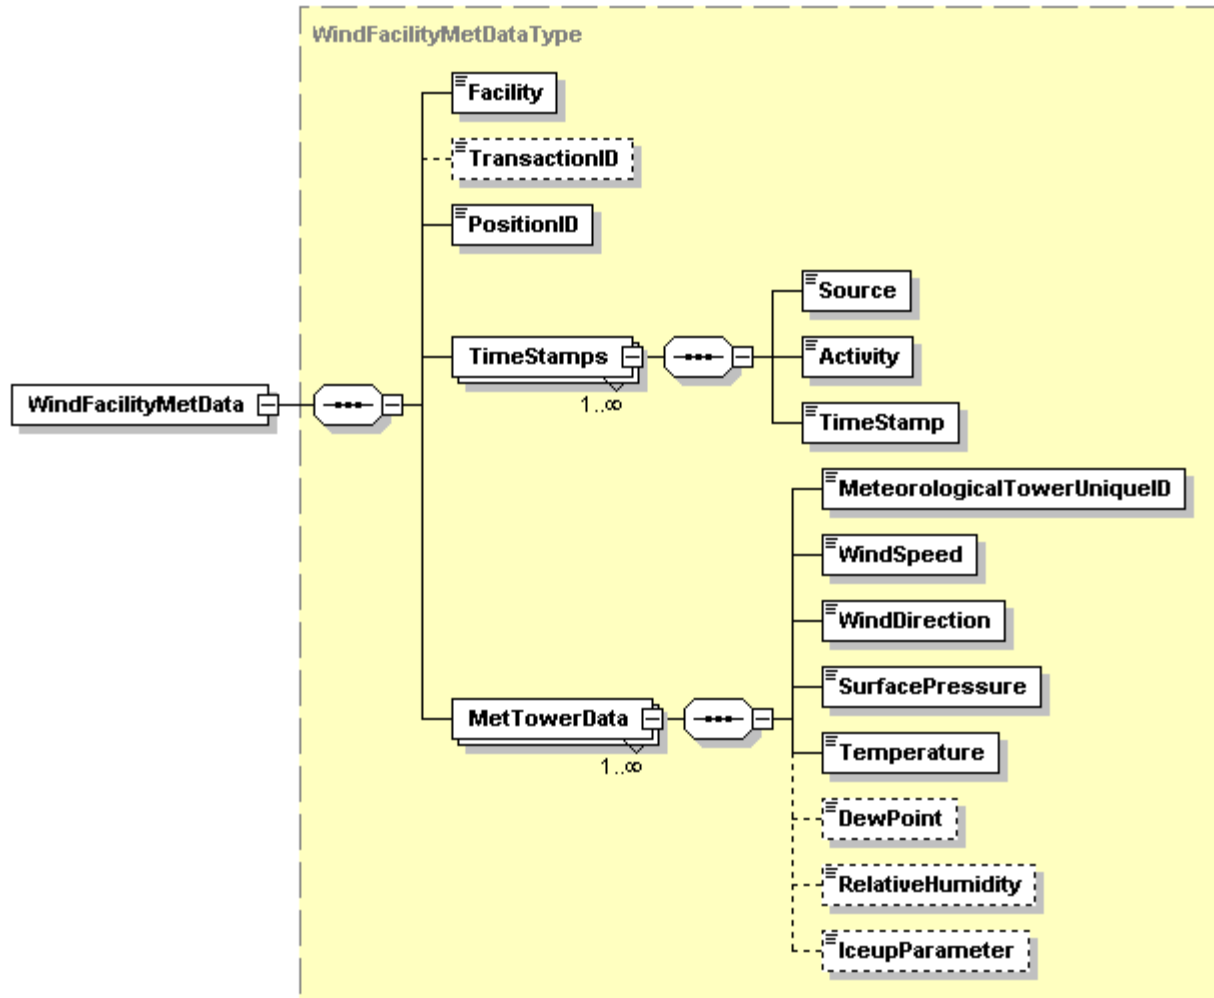 WindFacilityMetDataType
Facility
TransactionID
PositionID
Source
TimeStamps
Activity
1..∞
TimeStamp
WindFacilityMetData
MeteorologicalTowerUniqueID
WindSpeed
WindDirection
SurfacePressure
MetTowerData
1..∞
Temperature
DewPoint
RelativeHumidity
IceupParameter